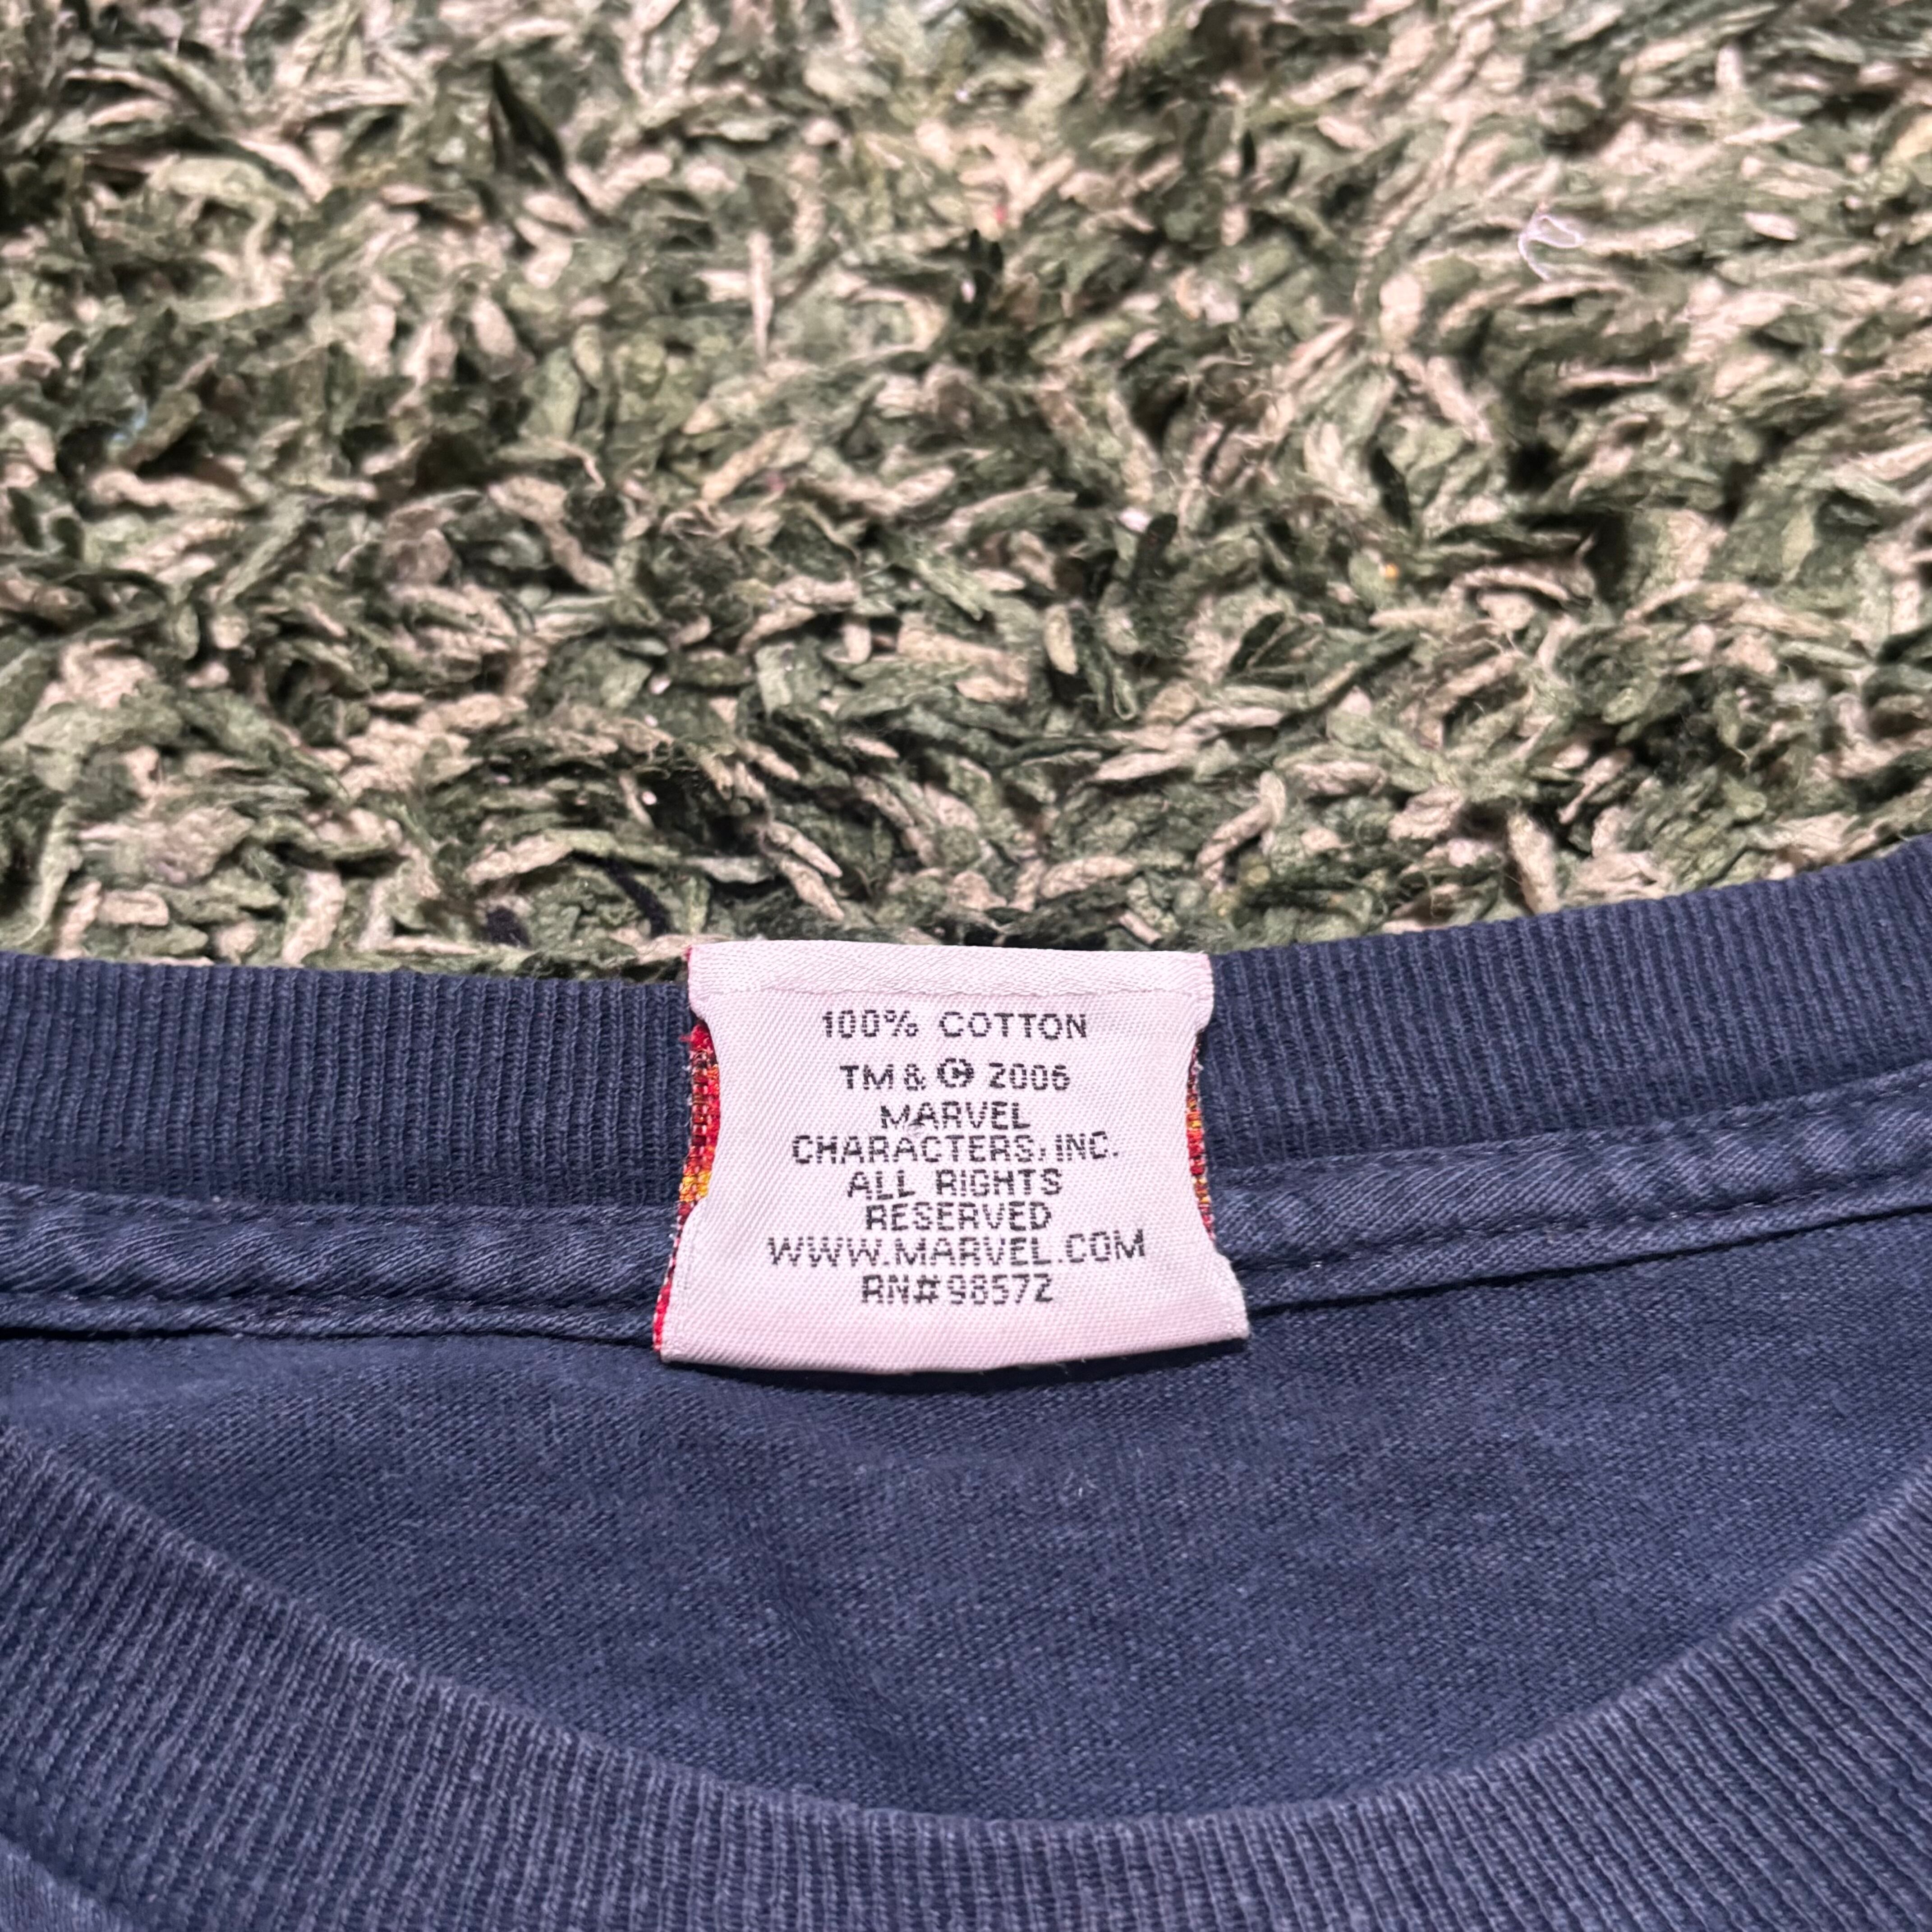 100% COTTON
TM & © 2006
MARVEL
CHARACTERS, INC.
ALL RIGHTS
RESERVED
WWW.MARVEL.COM
RN# 98572